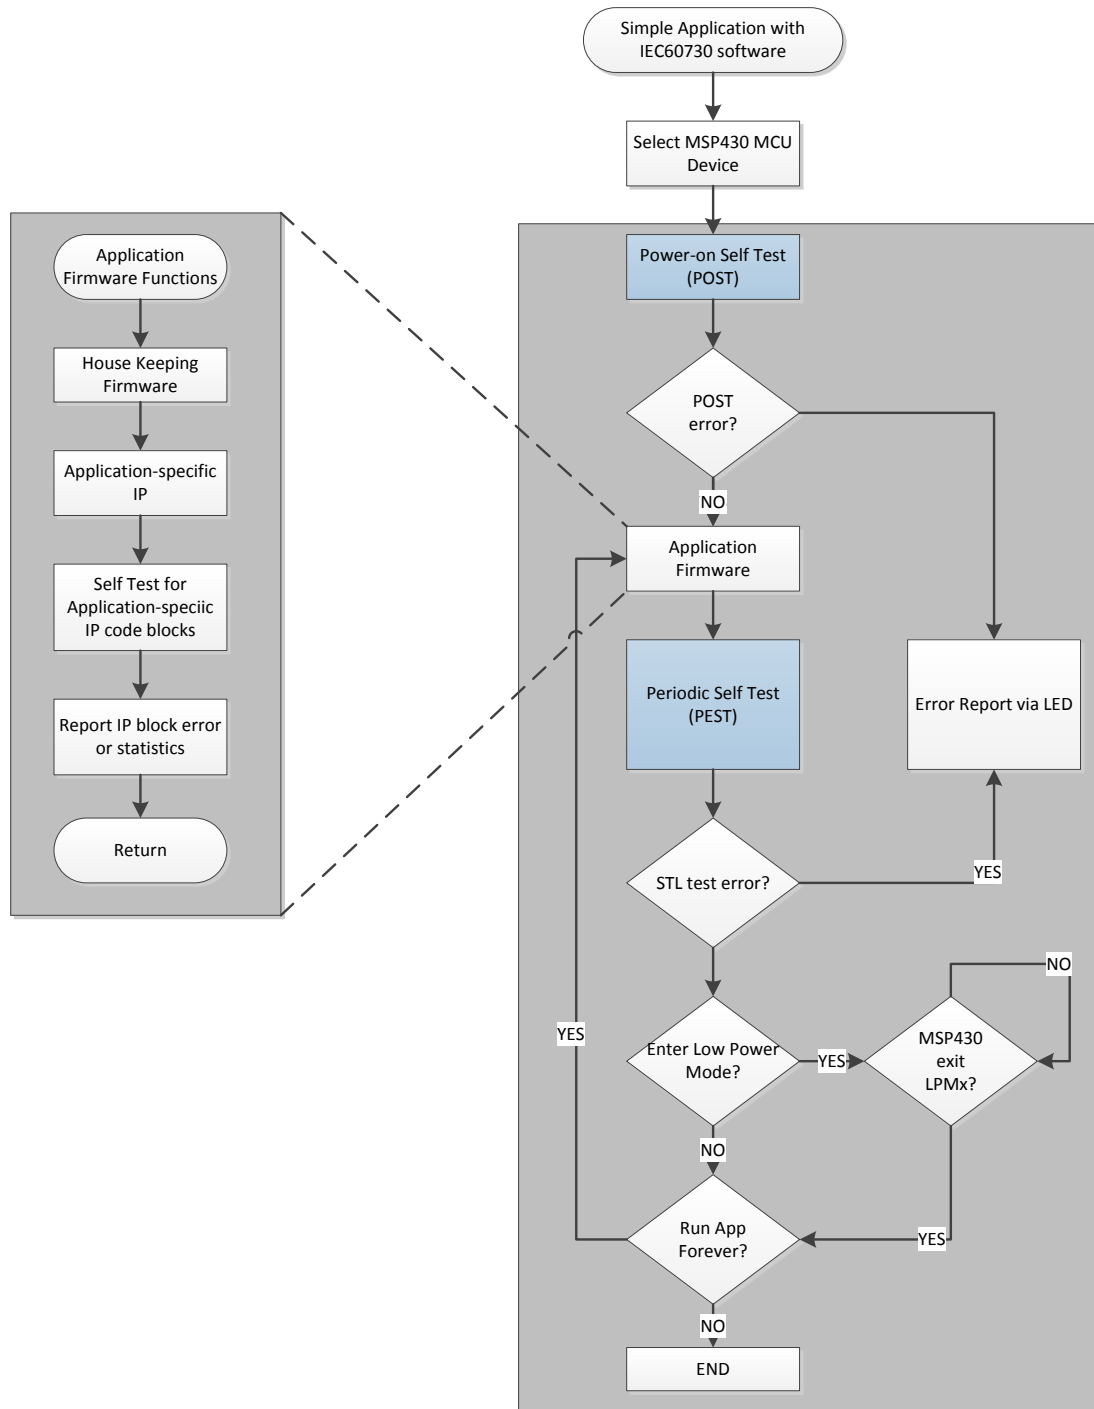 Simple Application with
IEC60730 software
Select MSP430 MCU
Device
Power-on Self Test
(POST)
POST
error?
NO
Application
Firmware
Periodic Self Test
(PEST)
Error Report via LED
STL test error?
YES
Enter Low Power
Mode?
YES
MSP430
exit
LPMx?
NO
YES
NO
YES
Run App
Forever?
NO
END
Application
Firmware Functions
House Keeping
Firmware
Application-specific
IP
Self Test for
Application-speciic
IP code blocks
Report IP block error
or statistics
Return